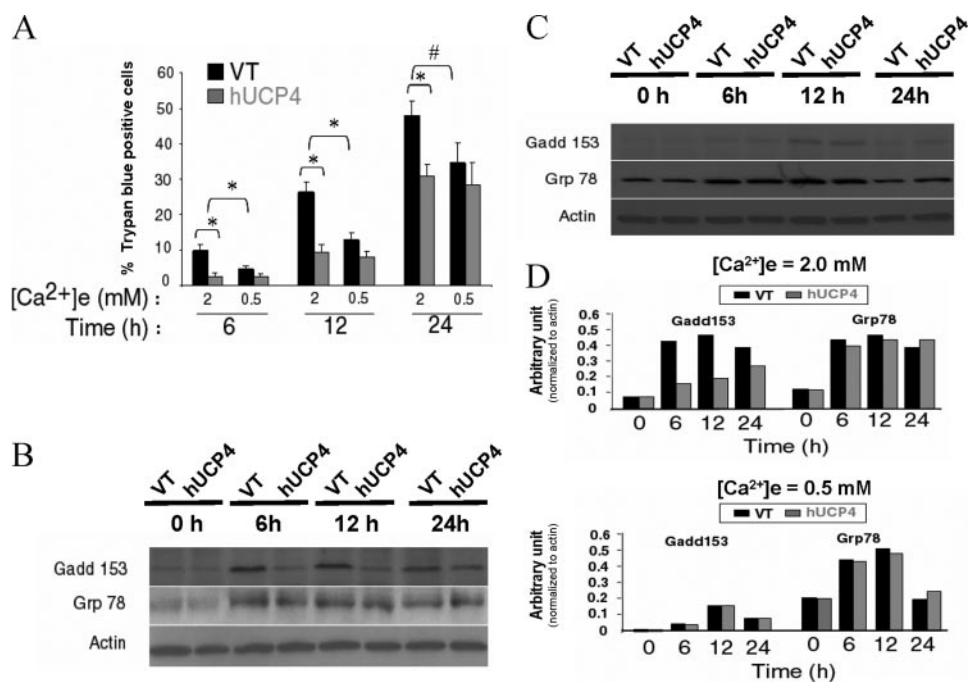 A
% Trypan blue positive cells
60
50
40
30
20
10
0
VT
hUCP4
*
*
*
*
*
#
[Ca2+]e (mM) :
2
0.5
2
0.5
2
0.5
Time (h) :
6
12
24
B
VT
hUCP4
VT
hUCP4
VT
hUCP4
VT
hUCP4
0 h
6h
12 h
24h
Gadd 153
Grp 78
Actin
C
VT
hUCP4
VT
hUCP4
VT
hUCP4
VT
hUCP4
0 h
6h
12 h
24h
Gadd 153
Grp 78
Actin
D
[Ca2+]e = 2.0 mM
VT
hUCP4
Arbitrary unit
(normalized to actin)
0.6
0.4
0.3
0.2
0.1
0
Gadd153
Grp78
0
6
12
24
0
6
12
24
Time (h)
[Ca2+]e = 0.5 mM
VT
hUCP4
Arbitrary unit
(normalized to actin)
0.6
0.5
0.4
0.3
0.2
0.1
0
Gadd153
Grp78
0
6
12
24
0
6
12
24
Time (h)